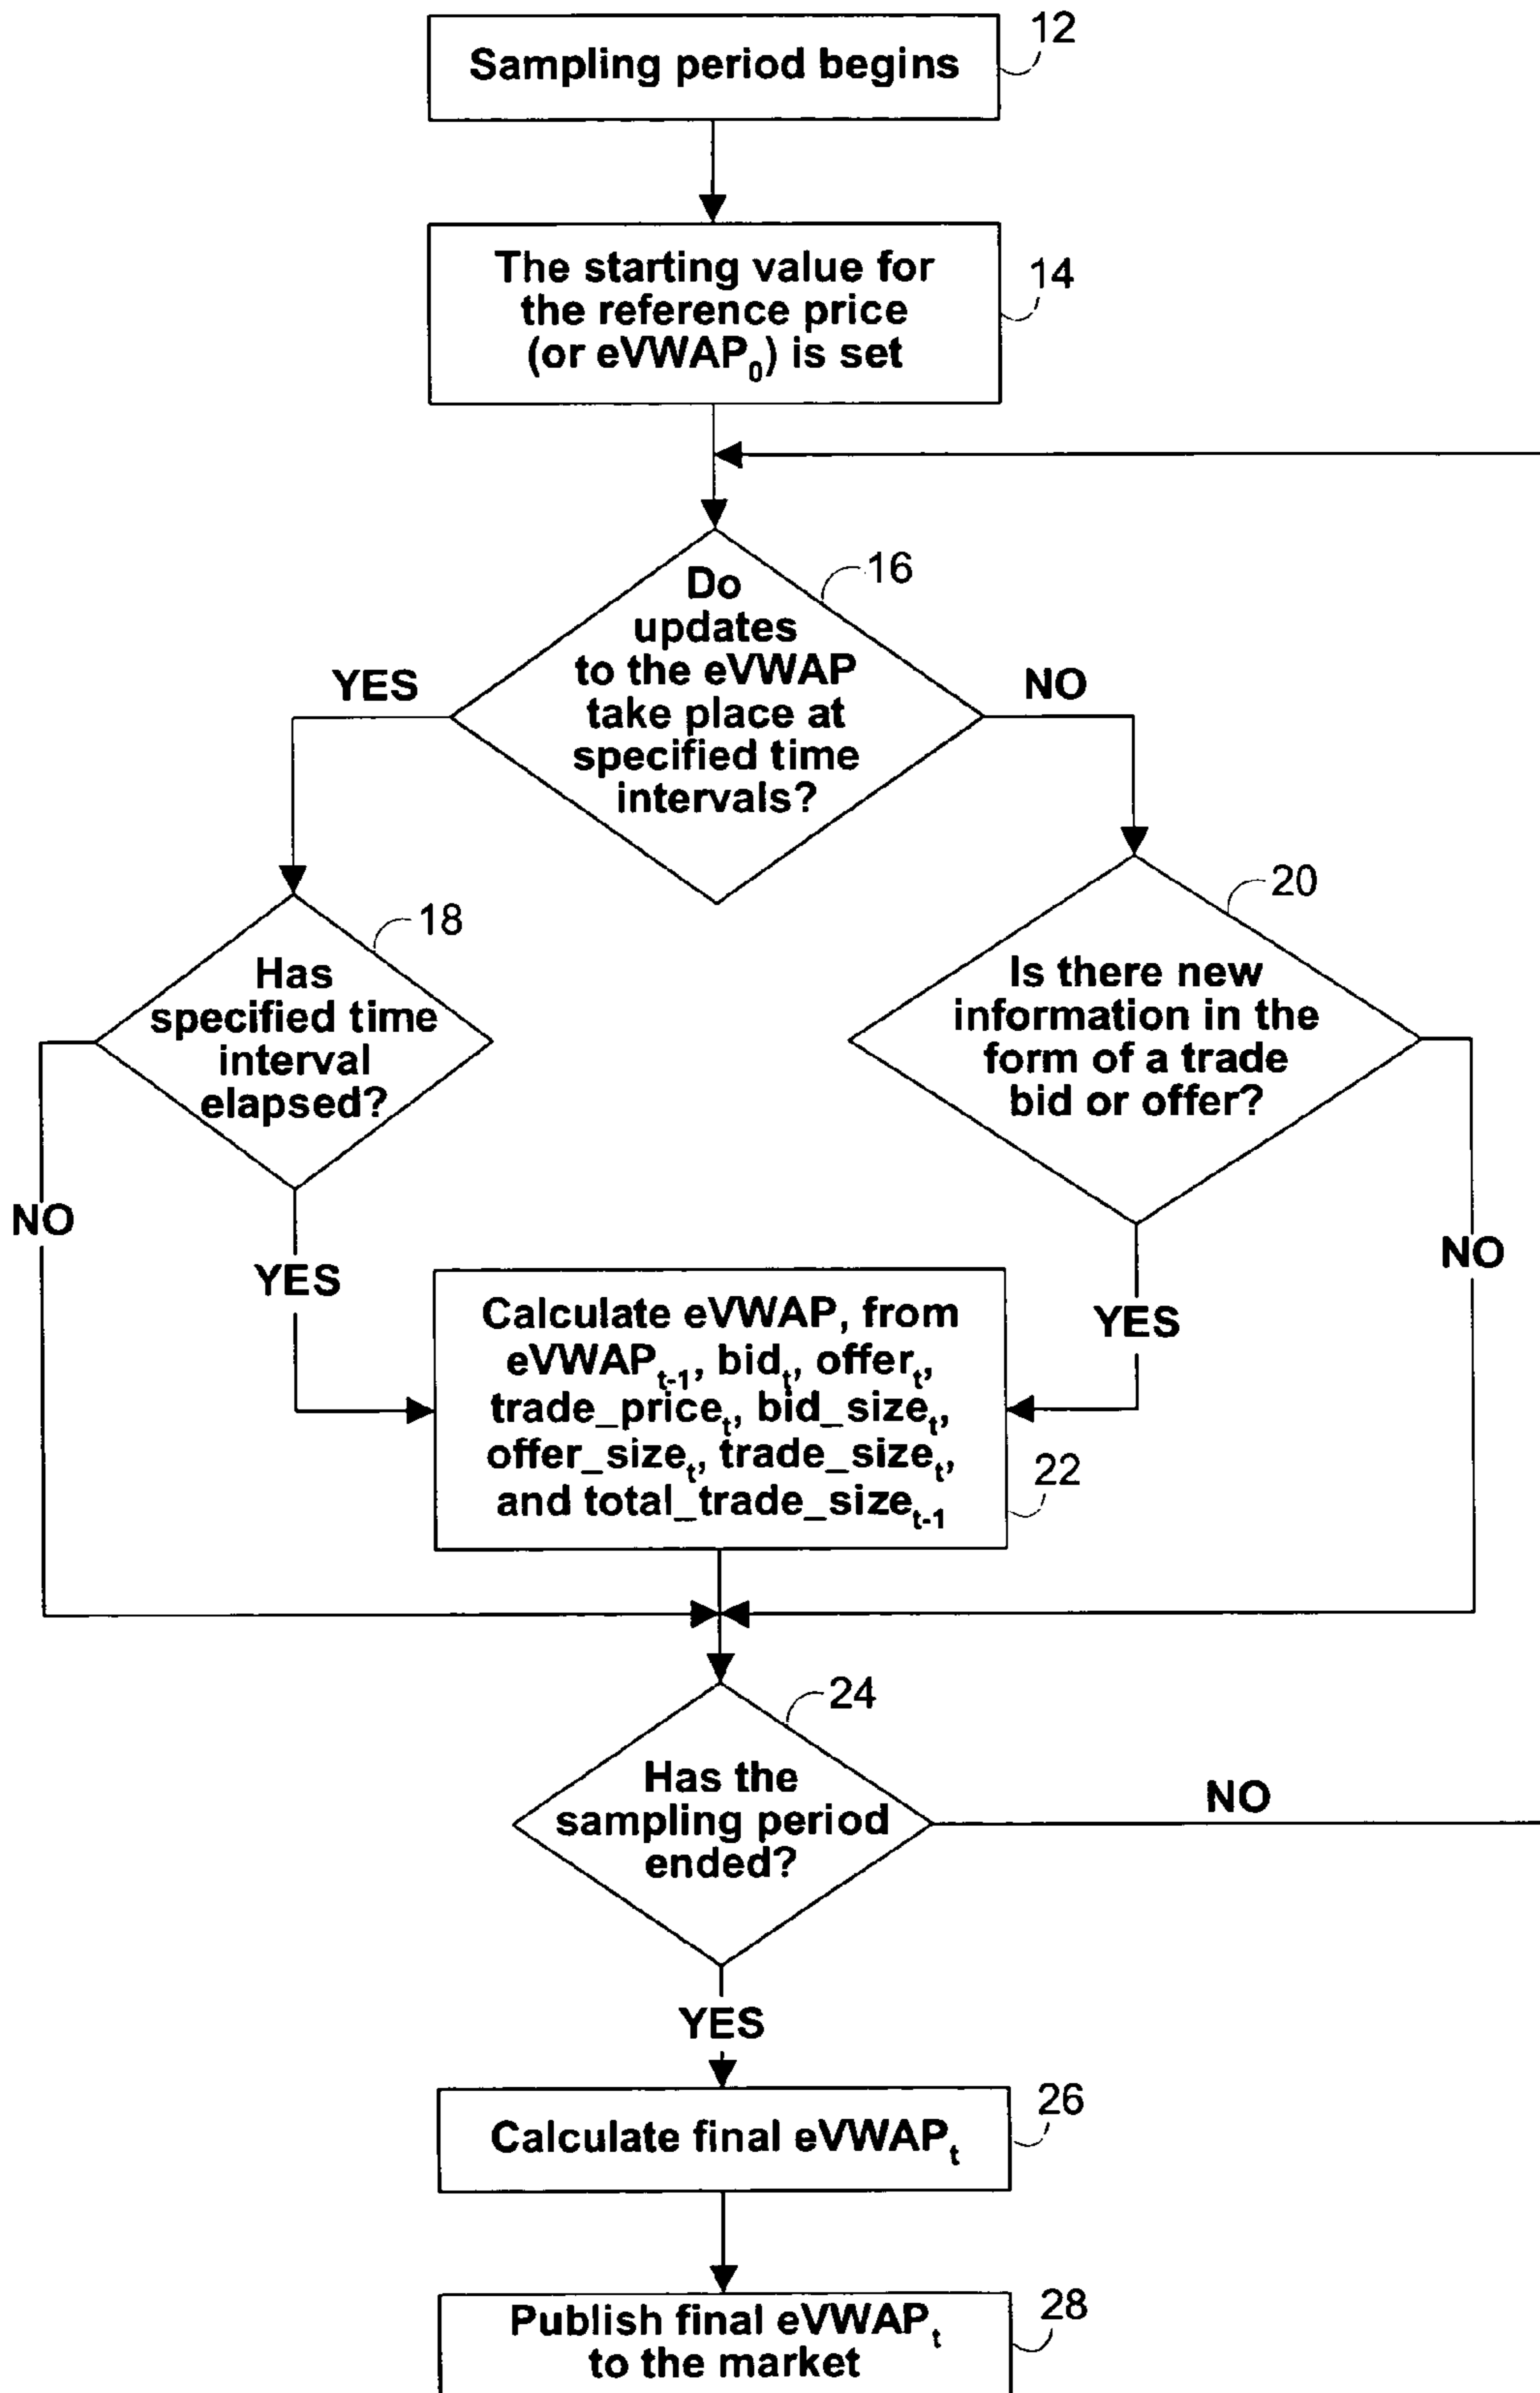 12
Sampling period begins
14
The starting value for
the reference price
(or eVWAP₀) is set
16
Do
updates
to the eVWAP
take place at
specified time
intervals?
YES
NO
18
Has
specified time
interval
elapsed?
20
Is there new
information in the
form of a trade
bid or offer?
NO
YES
NO
YES
Calculate eVWAP, from
eVWAPₜ₋₁, bidₜ, offerₜ,
trade_priceₜ, bid_sizeₜ,
offer_sizeₜ, trade_sizeₜ,
and total_trade_sizeₜ₋₁
22
24
Has the
sampling period
ended?
NO
YES
26
Calculate final eVWAPₜ
28
Publish final eVWAPₜ
to the market